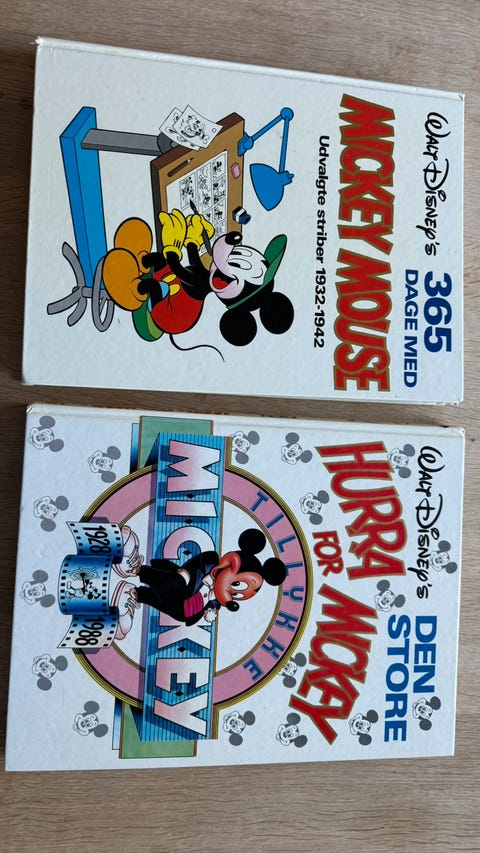 Walt Disney's
365
DAGE MED
MICKEY MOUSE
Udvalgte striber 1932-1942
Walt Disney's
DEN
STORE
HURRA
FOR MICKEY
TILLYKKE
MICKEY
1928
1988